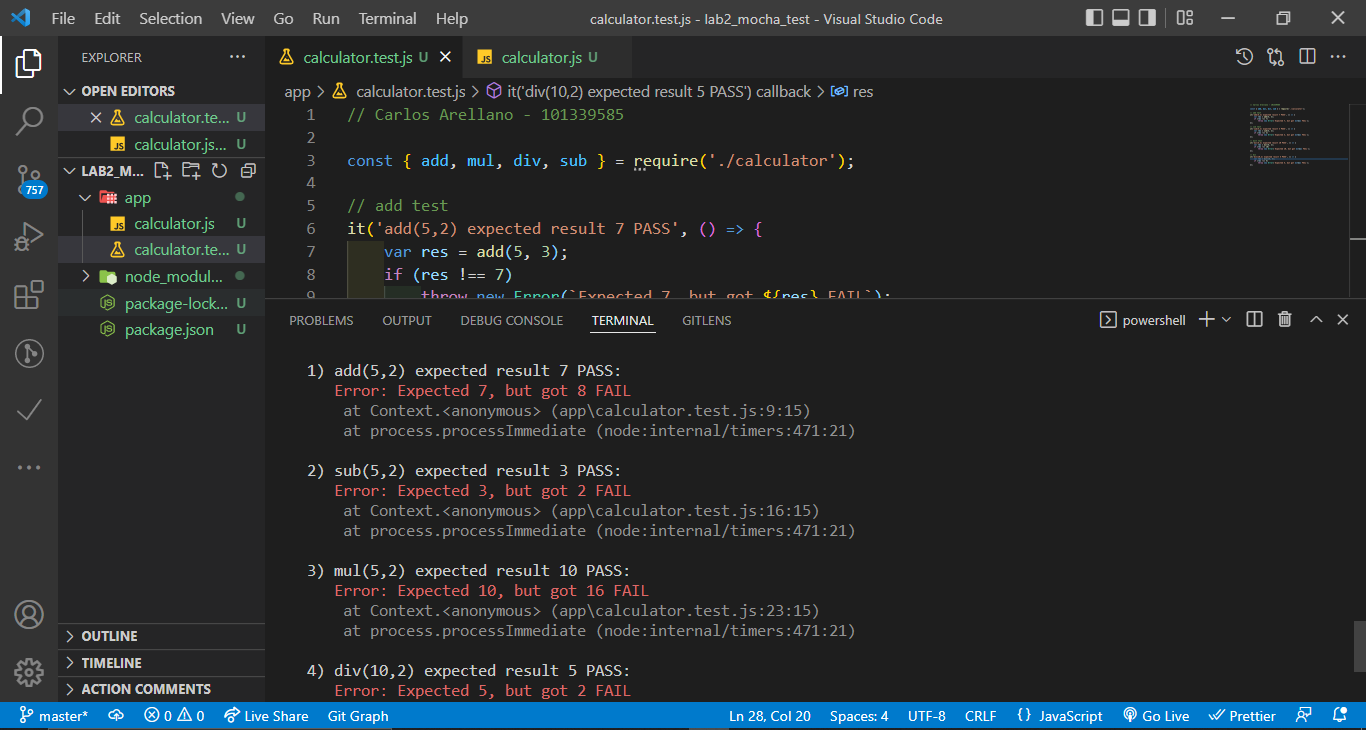 File Edit Selection View Go Run Terminal Help
calculator.test.js - lab2_mocha_test - Visual Studio Code
EXPLORER
OPEN EDITORS
calculator.te... U
calculator.js... U
LAB2_M...
app
calculator.js U
calculator.te... U
node_modul...
package-lock... U
package.json U
OUTLINE
TIMELINE
ACTION COMMENTS
757
calculator.test.js U
JS calculator.js U
app > calculator.test.js > it('div(10,2) expected result 5 PASS') callback > res
1 // Carlos Arellano - 101339585
2
3 const { add, mul, div, sub } = require('./calculator');
4
5 // add test
6 it('add(5,2) expected result 7 PASS', () => {
7 var res = add(5, 3);
8 if (res !== 7)
9 throw new Error(`Expected 7, but got ${res} FAIL`);
PROBLEMS OUTPUT DEBUG CONSOLE TERMINAL GITLENS
powershell
1) add(5,2) expected result 7 PASS:
Error: Expected 7, but got 8 FAIL
at Context.<anonymous> (app\calculator.test.js:9:15)
at process.processImmediate (node:internal/timers:471:21)
2) sub(5,2) expected result 3 PASS:
Error: Expected 3, but got 2 FAIL
at Context.<anonymous> (app\calculator.test.js:16:15)
at process.processImmediate (node:internal/timers:471:21)
3) mul(5,2) expected result 10 PASS:
Error: Expected 10, but got 16 FAIL
at Context.<anonymous> (app\calculator.test.js:23:15)
at process.processImmediate (node:internal/timers:471:21)
4) div(10,2) expected result 5 PASS:
Error: Expected 5, but got 2 FAIL
master* 0 0 Live Share Git Graph
Ln 28, Col 20 Spaces: 4 UTF-8 CRLF {} JavaScript Go Live Prettier